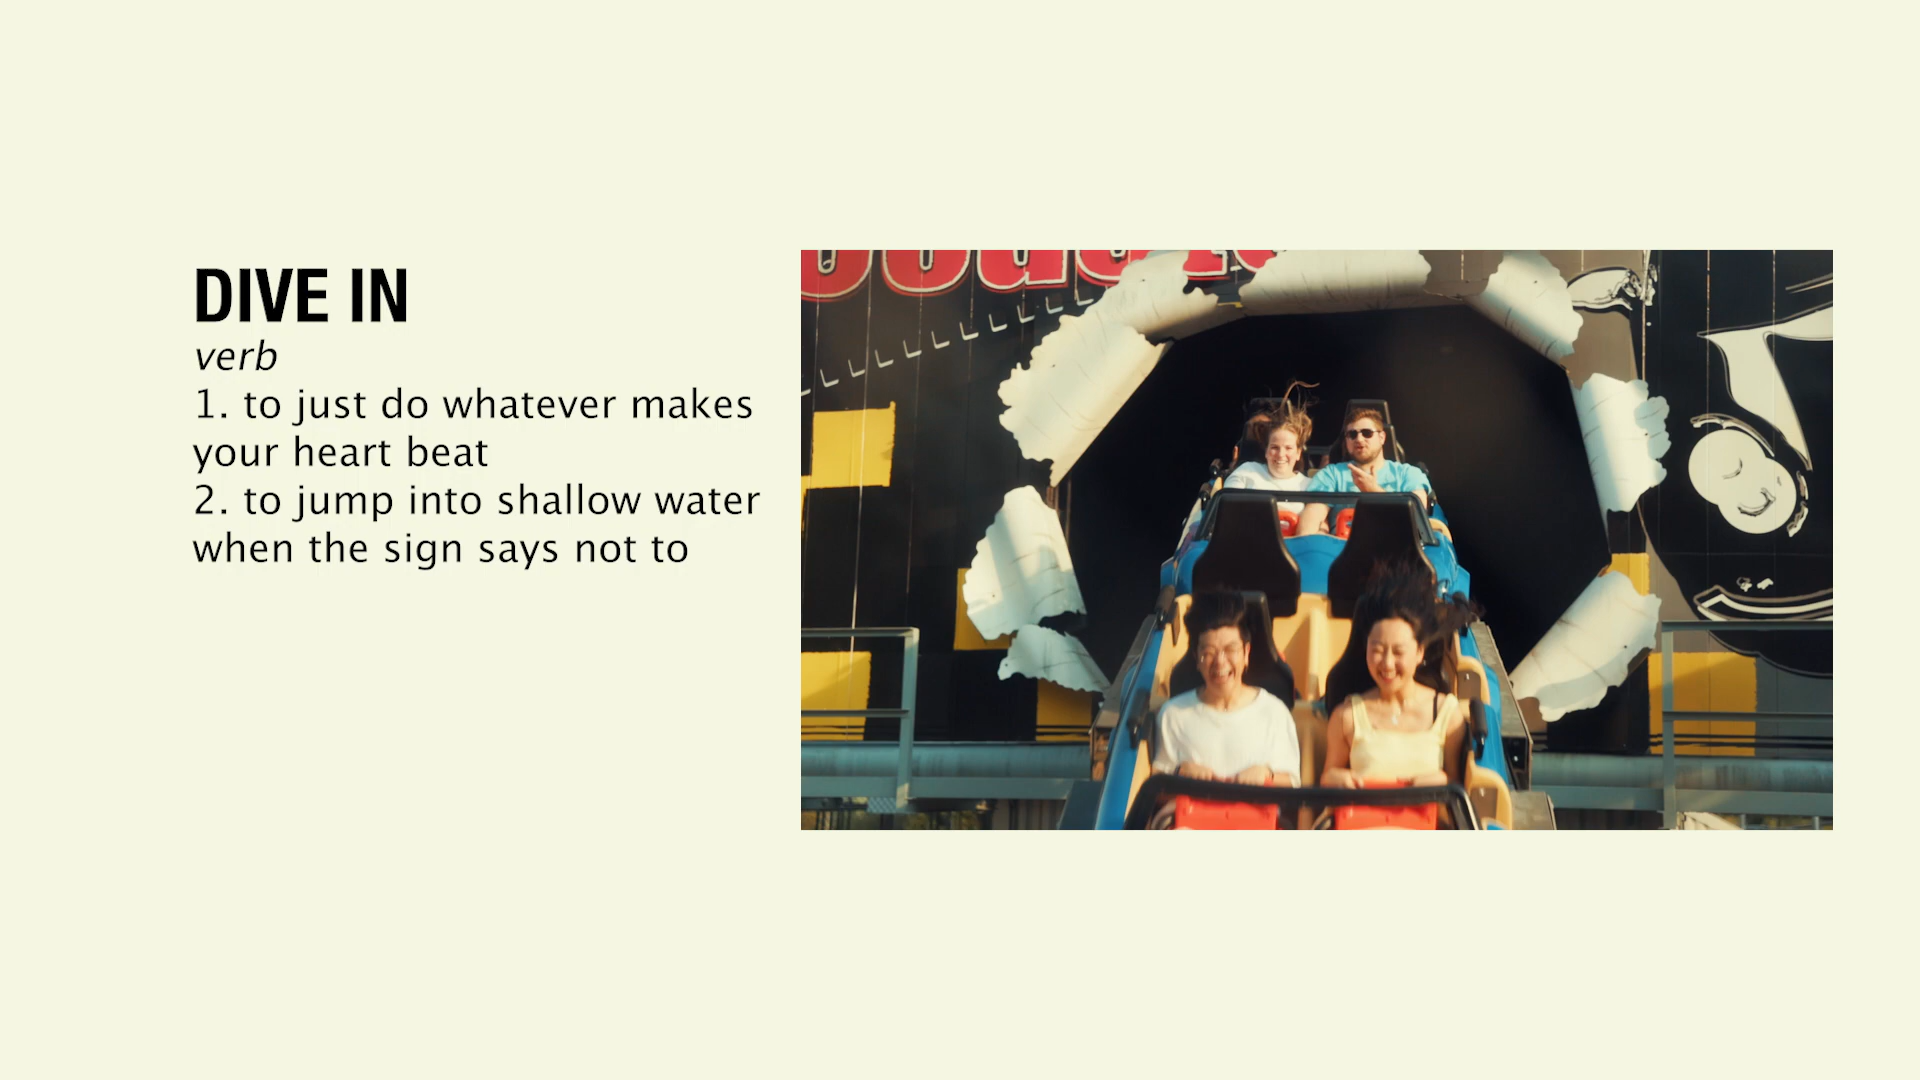 DIVE IN
verb
1. to just do whatever makes
your heart beat
2. to jump into shallow water
when the sign says not to